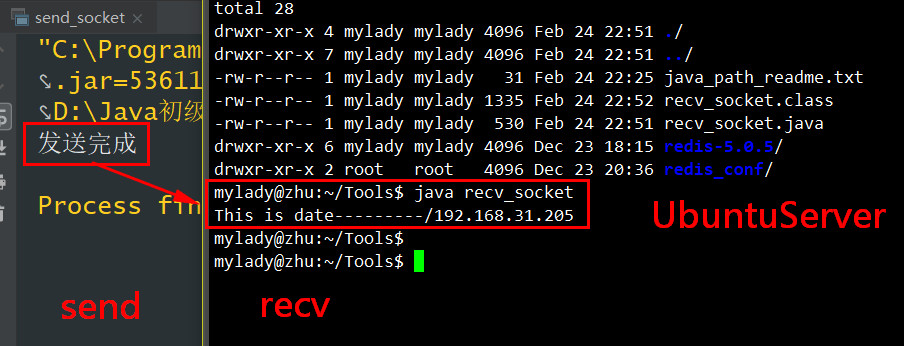 send_socket ×
"C:\Program
.jar=53611
D:\Java初级
发送完成
Process fin
send
total 28
drwxr-xr-x 4 mylady mylady 4096 Feb 24 22:51 ./
drwxr-xr-x 7 mylady mylady 4096 Feb 24 22:51 ../
-rw-r--r-- 1 mylady mylady   31 Feb 24 22:25 java_path_readme.txt
-rw-r--r-- 1 mylady mylady 1335 Feb 24 22:52 recv_socket.class
-rw-r--r-- 1 mylady mylady  530 Feb 24 22:51 recv_socket.java
drwxrwxr-x 6 mylady mylady 4096 Dec 23 18:15 redis-5.0.5/
drwxr-xr-x 2 root   root   4096 Dec 23 20:36 redis_conf/
mylady@zhu:~/Tools$ java recv_socket
This is date---------/192.168.31.205
mylady@zhu:~/Tools$
mylady@zhu:~/Tools$
UbuntuServer
recv